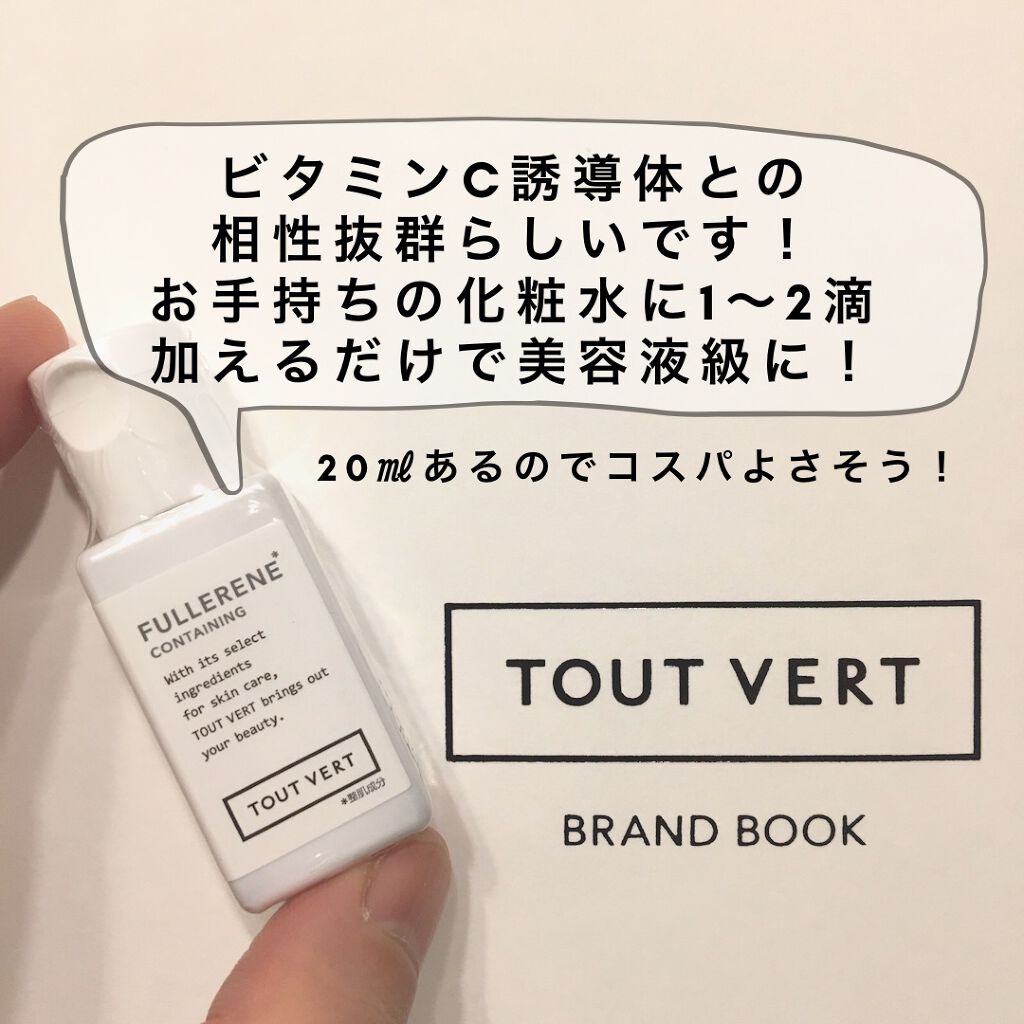 ビタミンC誘導体との
相性抜群らしいです！
お手持ちの化粧水に1〜2滴
加えるだけで美容液級に！
20㎖あるのでコスパよさそう！
FULLERENE*
CONTAINING
With its select
ingredients
for skin care,
TOUT VERT brings out
your beauty.
TOUT VERT
*整肌成分
TOUT VERT
BRAND BOOK